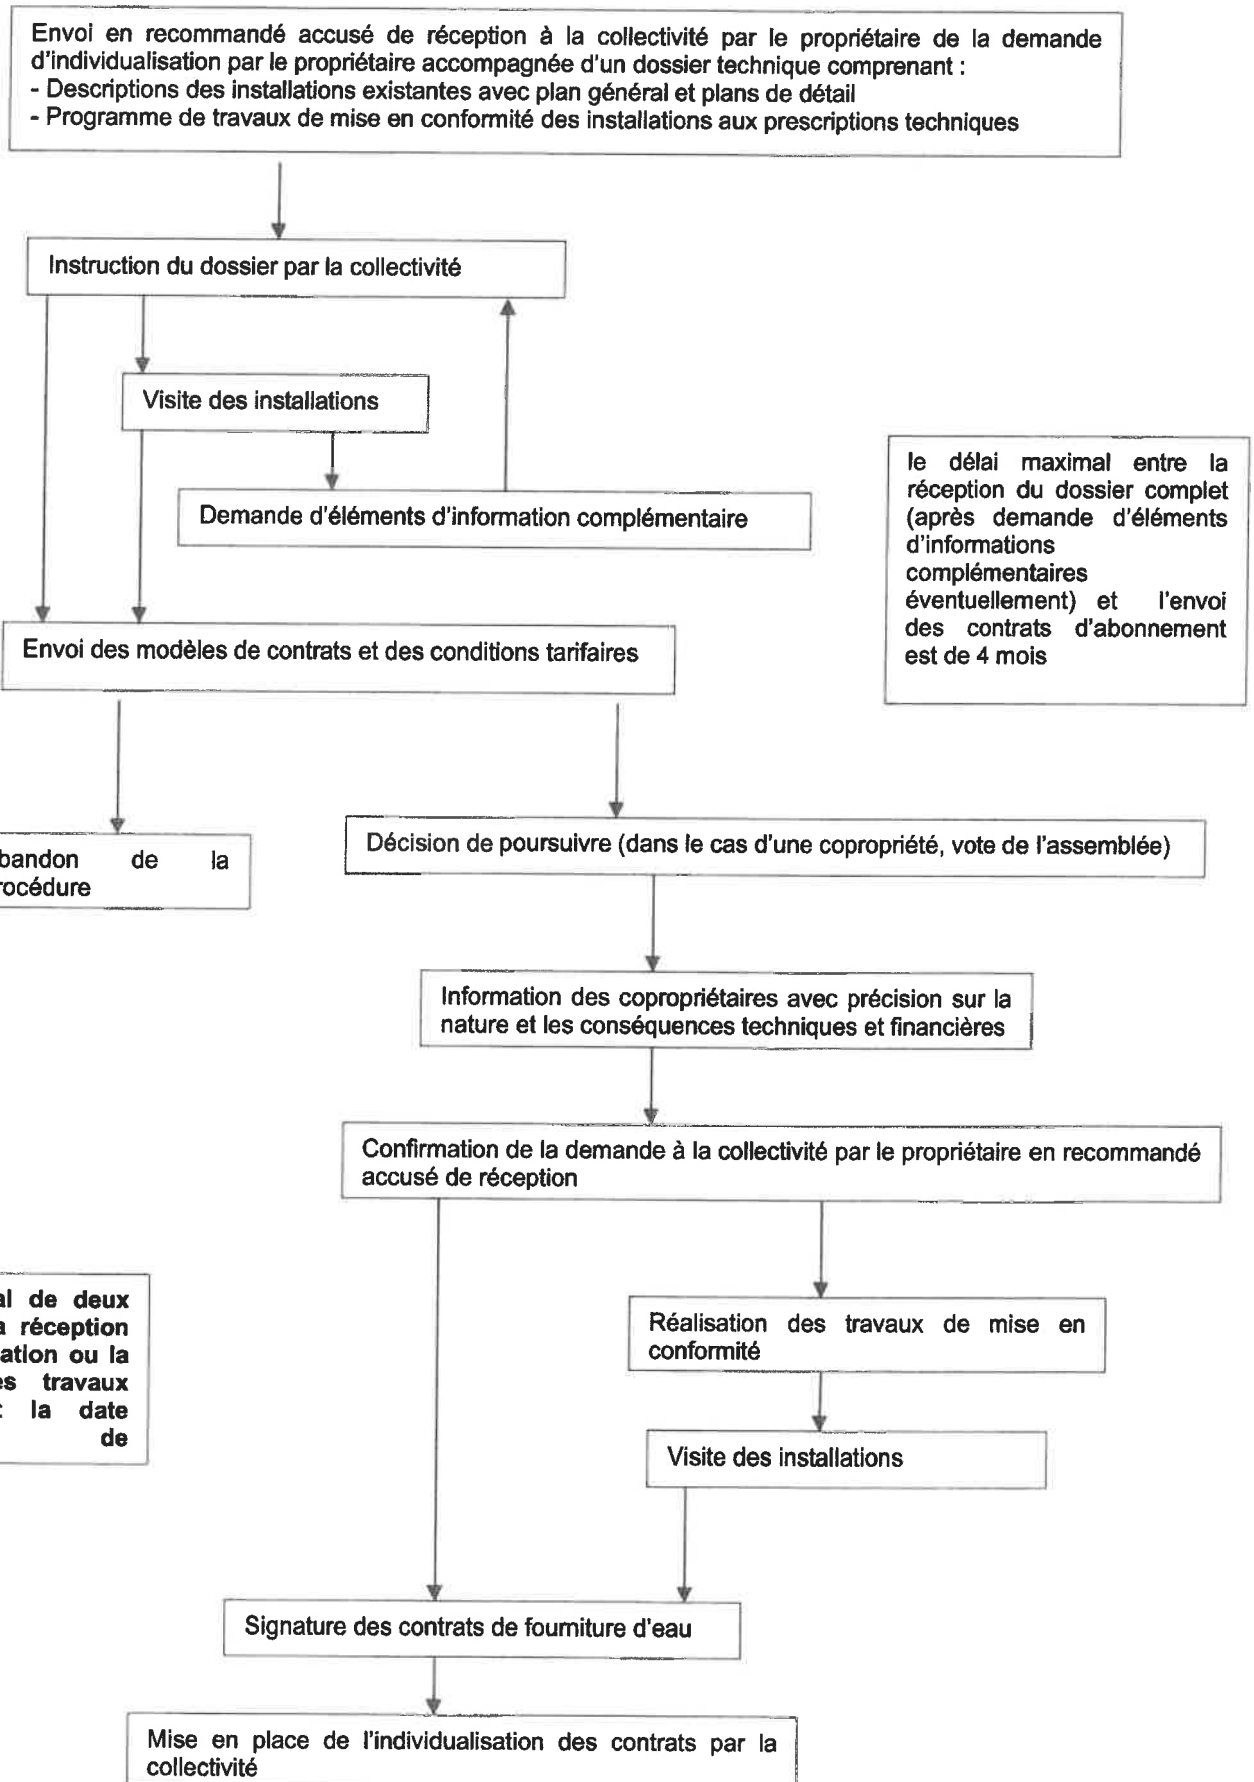 Envoi en recommandé accusé de réception à la collectivité par le propriétaire de la demande
d'individualisation par le propriétaire accompagnée d'un dossier technique comprenant :
- Descriptions des installations existantes avec plan général et plans de détail
- Programme de travaux de mise en conformité des installations aux prescriptions techniques
Instruction du dossier par la collectivité
Visite des installations
Demande d'éléments d'information complémentaire
le délai maximal entre la
réception du dossier complet
(après demande d'éléments
d'informations
complémentaires
éventuellement) et l'envoi
des contrats d'abonnement
est de 4 mois
Envoi des modèles de contrats et des conditions tarifaires
bandon de la
rocédure
Décision de poursuivre (dans le cas d'une copropriété, vote de l'assemblée)
Information des copropriétaires avec précision sur la
nature et les conséquences techniques et financières
Confirmation de la demande à la collectivité par le propriétaire en recommandé
accusé de réception
al de deux
a réception
ation ou la
es travaux
la date
de
Réalisation des travaux de mise en
conformité
Visite des installations
Signature des contrats de fourniture d'eau
Mise en place de l'individualisation des contrats par la
collectivité